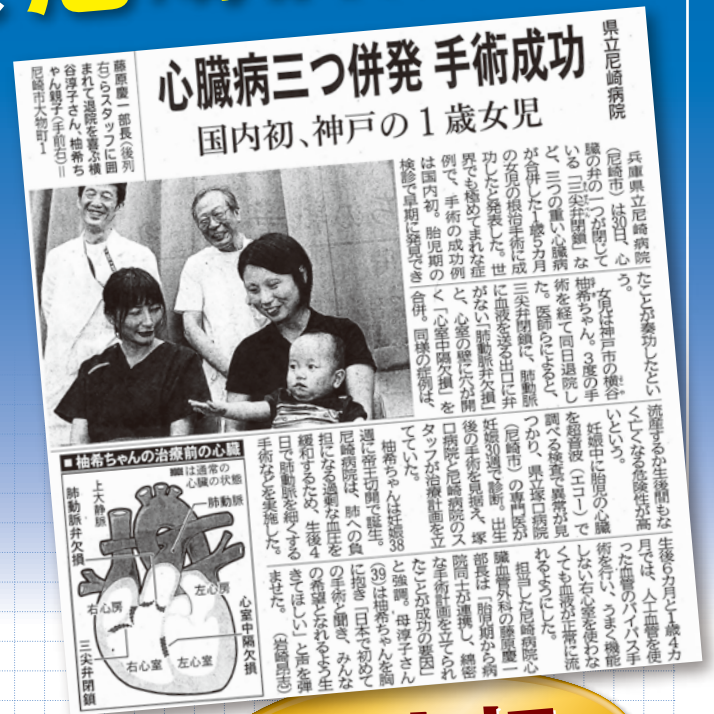 県立尼崎病院
心臓病三つ併発 手術成功
国内初、神戸の1歳女児
藤原慶一部長(後列
右)らスタッフに囲
まれて退院を喜ぶ横
谷淳子さん、柚希ち
ゃん親子(手前右)=
尼崎市大物町1
兵庫県立尼崎病院
(尼崎市)は30日、心
臓の弁の一つが閉じて
いる「三尖弁閉鎖」な
ど、三つの重い心臓病
が合併した1歳5カ月
の女児の根治手術に成
功したと発表した。世
界でも極めてまれな症
例で、手術の成功例
は国内初。胎児期の
検診で早期に発見でき
たことが奏功したとい
う。
女児は神戸市の横谷
柚希ちゃん。3度の手
術を経て同日退院し
た。医師らによると、
三尖弁閉鎖に、肺動脈
に血液を送る出口に弁
がない「肺動脈弁欠損」
と、心室の壁に穴が開
く「心室中隔欠損」を
合併。同様の症例は、
流産するか生後間もな
く亡くなる危険性が高
いという。
妊娠中に胎児の心臓
を超音波(エコー)で
調べる検査で異常が見
つかり、県立塚口病院
(尼崎市)の専門医が
妊娠30週で診断。出生
後の手術を見据え、塚
口病院と尼崎病院のス
タッフが治療計画を立
てていた。
柚希ちゃんは妊娠38
週に帝王切開で誕生。
尼崎病院は、肺への負
担になる過剰な血圧を
緩和するため、生後4
日で肺動脈を細くする
手術などを実施した。
生後6カ月と1歳4カ
月では、人工血管を使
った血管のバイパス手
術を行い、うまく機能
しない右心室を使わな
くても血液が正常に流
れるようにした。
担当した尼崎病院心
臓血管外科の藤原慶一
部長は「胎児期から病
院同士が連携し、綿密
な手術計画を立てられ
たことが成功の要因」
と強調。母淳子さん
(39)は柚希ちゃんを胸
に抱き「日本で初めて
の手術と聞き、みんな
の希望となれるよう生
きてほしい」と声を弾
ませた。 (岩崎昂志)
■柚希ちゃんの治療前の心臓
は通常の
心臓の状態
上大静脈
肺動脈
肺動脈弁欠損
右心房
左心房
心室中隔欠損
三尖弁閉鎖
右心室
左心室